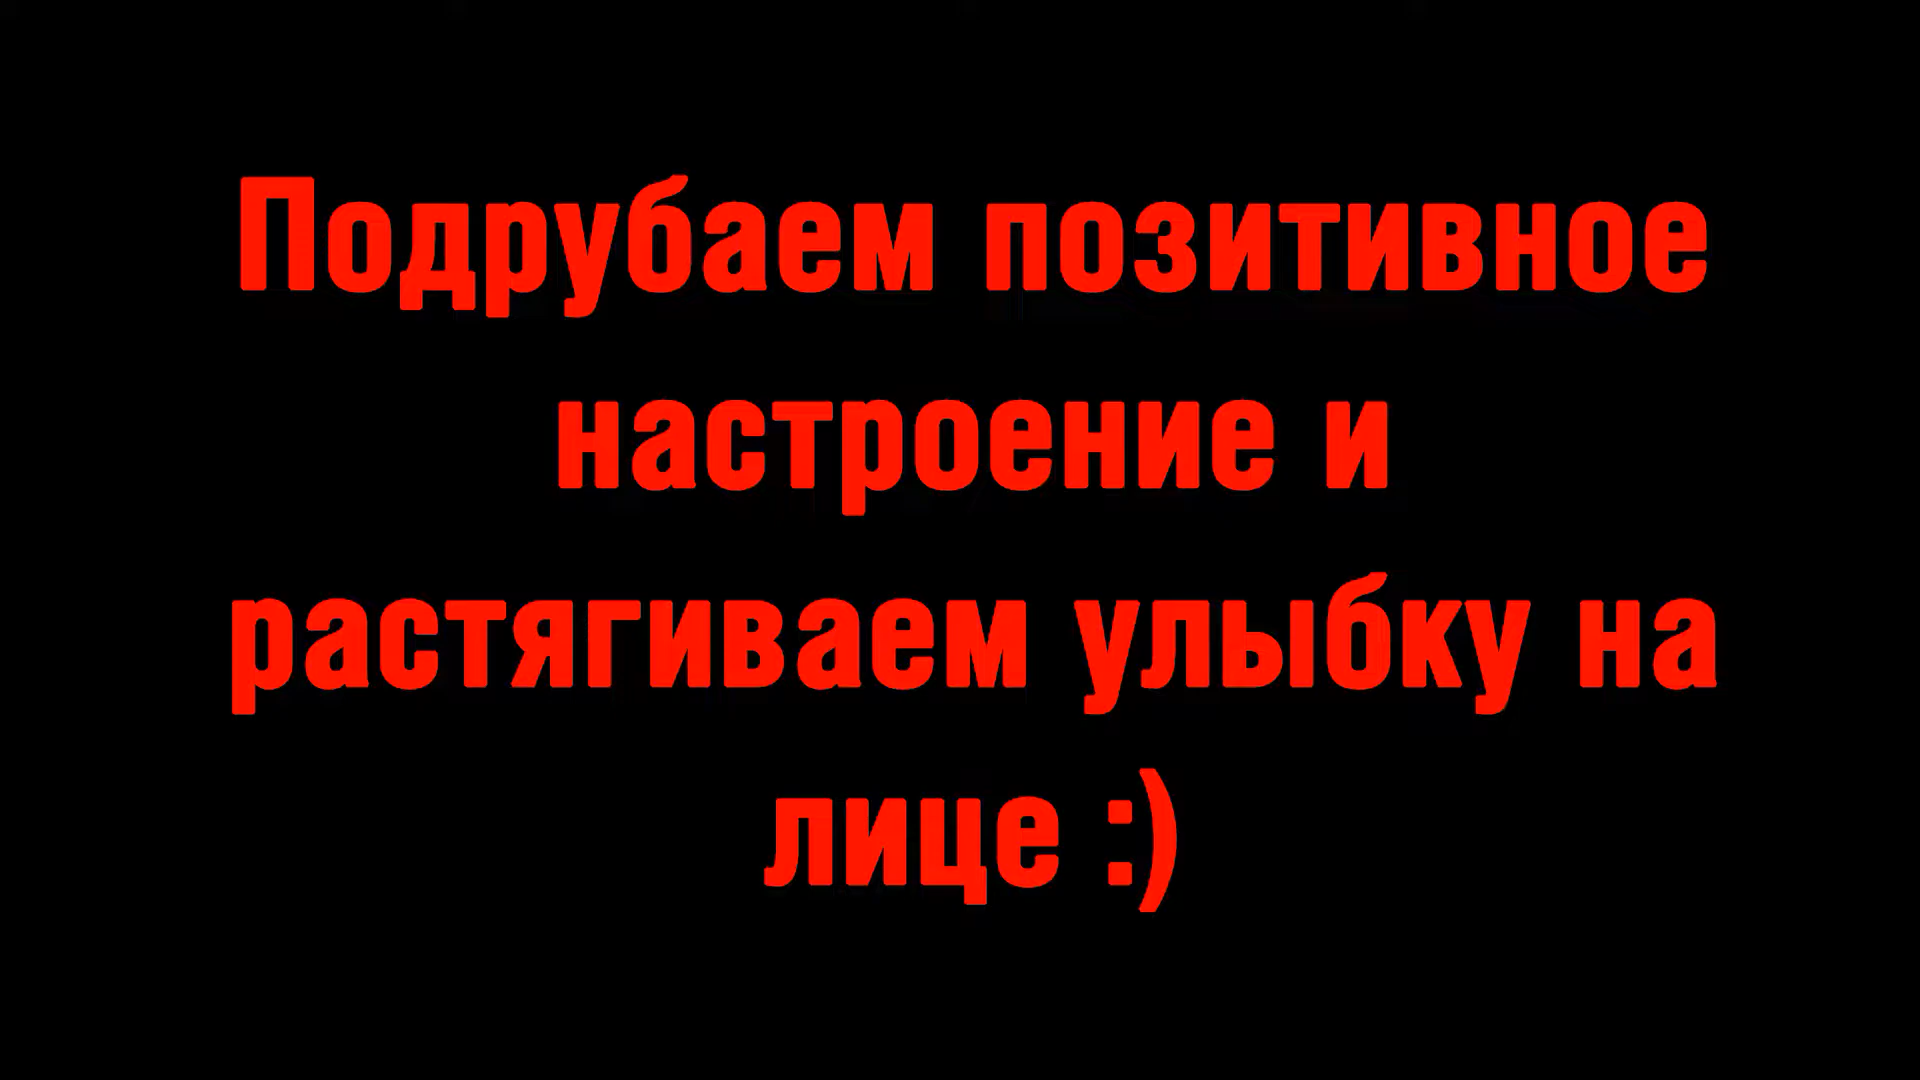 Подрубаем позитивное
настроение и
растягиваем улыбку на
лице :)